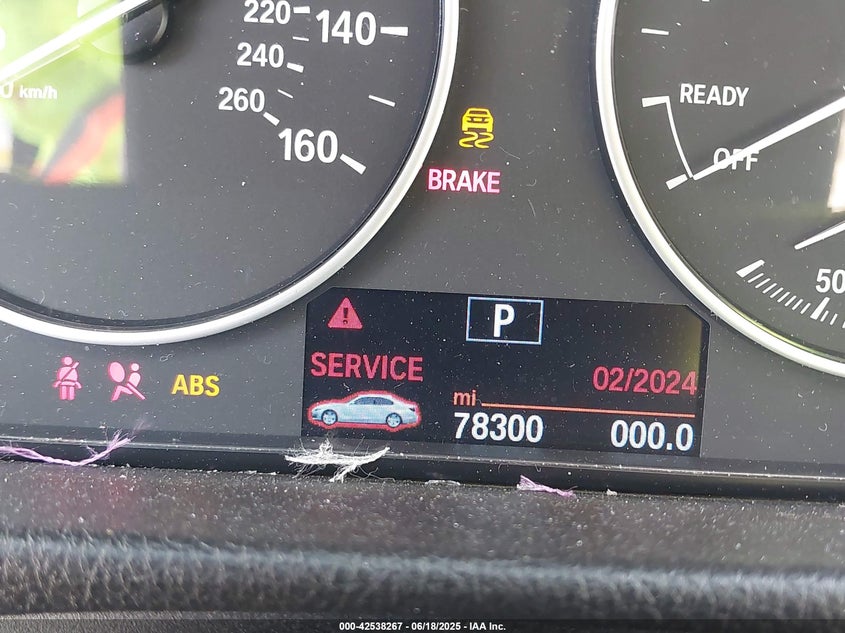 220
140
240
260
160
km/h
READY
OFF
BRAKE
50
P
SERVICE
02/2024
ABS
mi
78300 000.0
000-42538267 - 06/18/2025 - IAA Inc.